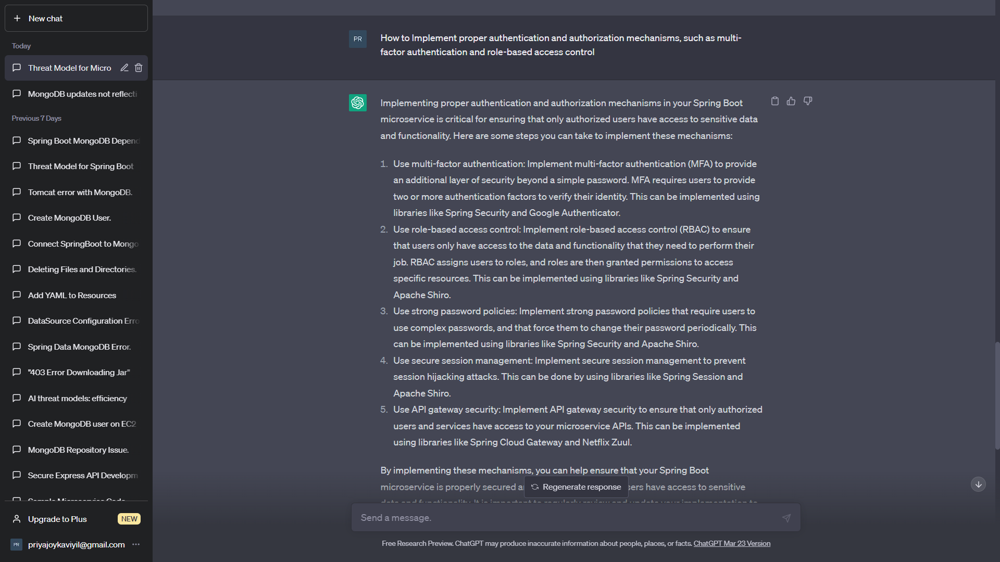 New chat
Today
Threat Model for Micro
MongoDB updates not reflecti
Previous 7 Days
Spring Boot MongoDB Depend
Threat Model for Spring Boot
Tomcat error with MongoDB.
Create MongoDB User.
Connect SpringBoot to Mongo
Deleting Files and Directories.
Add YAML to Resources
DataSource Configuration Erro
Spring Data MongoDB Error.
"403 Error Downloading Jar"
AI threat models: efficiency
Create MongoDB user on EC2
MongoDB Repository Issue.
Secure Express API Developm
Sample Microservice Code
Upgrade to Plus NEW
PR priyajoykaviyil@gmail.com
PR
How to Implement proper authentication and authorization mechanisms, such as multi-
factor authentication and role-based access control
Implementing proper authentication and authorization mechanisms in your Spring Boot
microservice is critical for ensuring that only authorized users have access to sensitive data
and functionality. Here are some steps you can take to implement these mechanisms:
1. Use multi-factor authentication: Implement multi-factor authentication (MFA) to provide
an additional layer of security beyond a simple password. MFA requires users to provide
two or more authentication factors to verify their identity. This can be implemented using
libraries like Spring Security and Google Authenticator.
2. Use role-based access control: Implement role-based access control (RBAC) to ensure
that users only have access to the data and functionality that they need to perform their
job. RBAC assigns users to roles, and roles are then granted permissions to access
specific resources. This can be implemented using libraries like Spring Security and
Apache Shiro.
3. Use strong password policies: Implement strong password policies that require users to
use complex passwords, and that force them to change their password periodically. This
can be implemented using libraries like Spring Security and Apache Shiro.
4. Use secure session management: Implement secure session management to prevent
session hijacking attacks. This can be done by using libraries like Spring Session and
Apache Shiro.
5. Use API gateway security: Implement API gateway security to ensure that only authorized
users and services have access to your microservice APIs. This can be implemented
using libraries like Spring Cloud Gateway and Netflix Zuul.
By implementing these mechanisms, you can help ensure that your Spring Boot
microservice is properly secured a
Regenerate response
sers have access to sensitive
data and functionality. It is important to regularly review and update your implementation to
Send a message.
Free Research Preview. ChatGPT may produce inaccurate information about people, places, or facts. ChatGPT Mar 23 Version